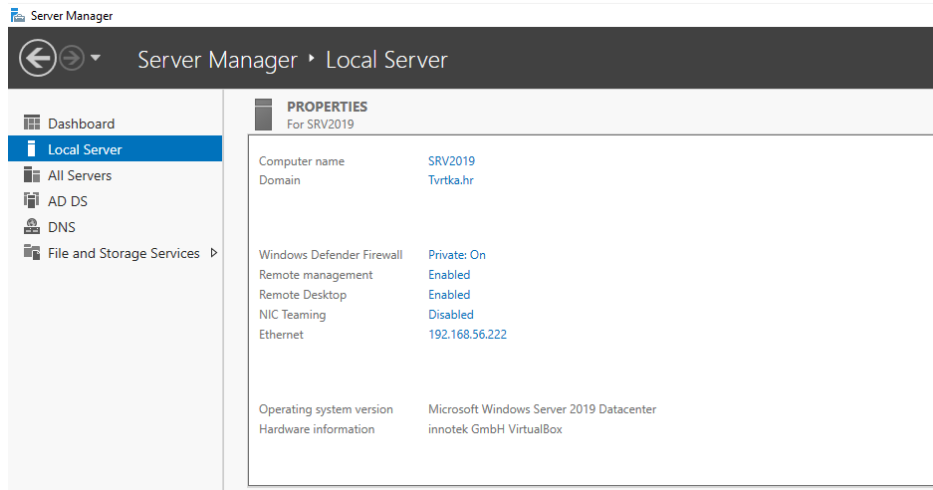 Server Manager
Server Manager ‣ Local Server
Dashboard
Local Server
All Servers
AD DS
DNS
File and Storage Services
PROPERTIES
For SRV2019
Computer name SRV2019
Domain Tvrtka.hr
Windows Defender Firewall Private: On
Remote management Enabled
Remote Desktop Enabled
NIC Teaming Disabled
Ethernet 192.168.56.222
Operating system version Microsoft Windows Server 2019 Datacenter
Hardware information innotek GmbH VirtualBox